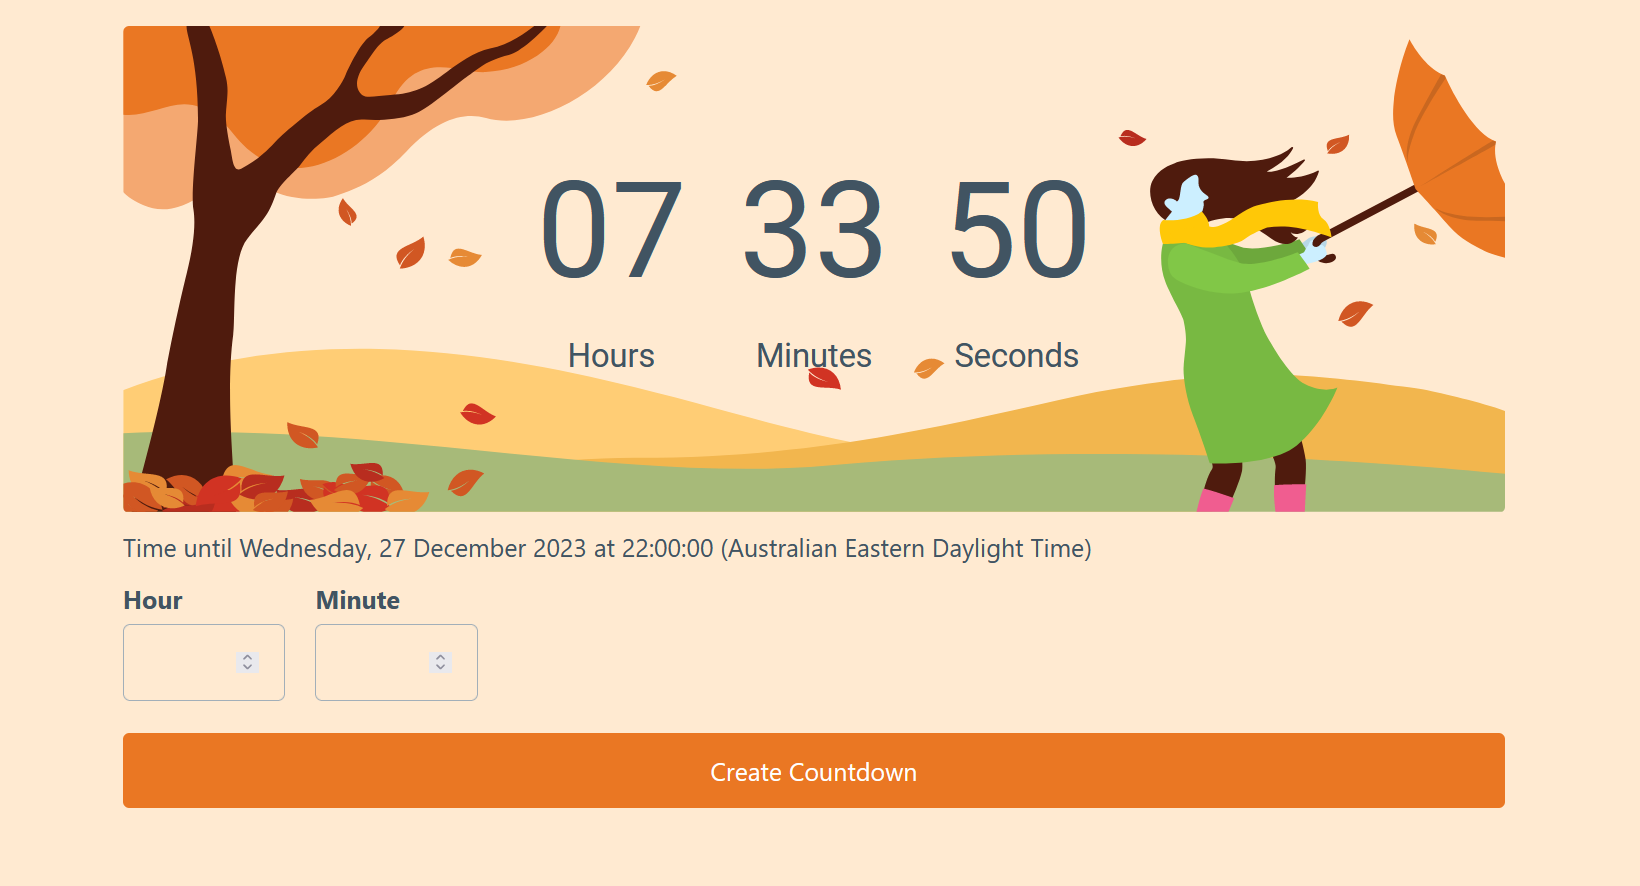 07 33 50
Hours Minutes Seconds
Time until Wednesday, 27 December 2023 at 22:00:00 (Australian Eastern Daylight Time)
Hour Minute
Create Countdown